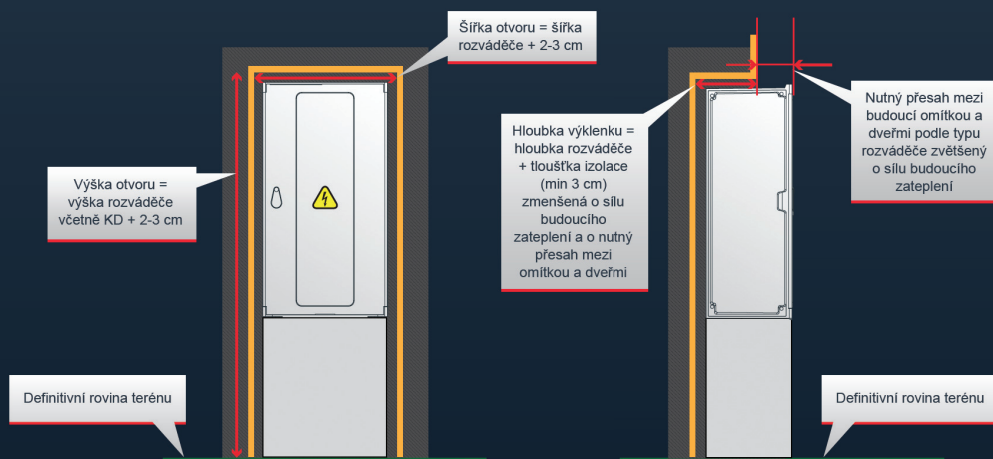 Šířka otvoru = šířka
rozváděče + 2-3 cm
Výška otvoru =
výška rozváděče
včetně KD + 2-3 cm
Definitivní rovina terénu
Hloubka výklenku =
hloubka rozváděče
+ tloušťka izolace
(min 3 cm)
zmenšená o sílu
budoucího
zateplení a o nutný
přesah mezi
omítkou a dveřmi
Nutný přesah mezi
budoucí omítkou a
dveřmi podle typu
rozváděče zvětšený
o sílu budoucího
zateplení
Definitivní rovina terénu